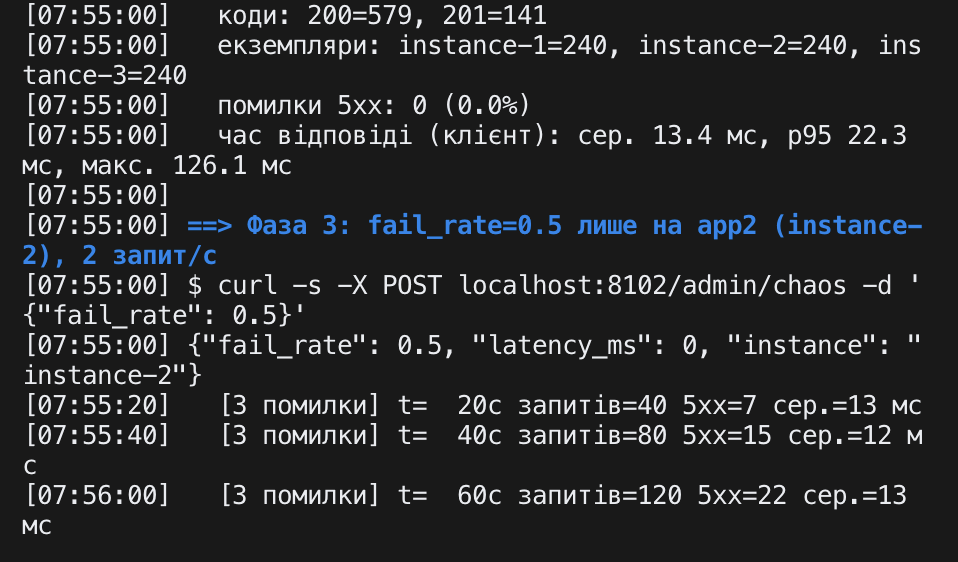 [07:55:00]   коди: 200=579, 201=141
[07:55:00]   екземпляри: instance-1=240, instance-2=240, ins
tance-3=240
[07:55:00]   помилки 5xx: 0 (0.0%)
[07:55:00]   час відповіді (клієнт): сер. 13.4 мс, p95 22.3
мс, макс. 126.1 мс
[07:55:00]
[07:55:00] ==> Фаза 3: fail_rate=0.5 лише на app2 (instance-
2), 2 запит/с
[07:55:00] $ curl -s -X POST localhost:8102/admin/chaos -d '
{"fail_rate": 0.5}'
[07:55:00] {"fail_rate": 0.5, "latency_ms": 0, "instance": "
instance-2"}
[07:55:20]   [3 помилки] t=  20с запитів=40 5xx=7 сер.=13 мс
[07:55:40]   [3 помилки] t=  40с запитів=80 5xx=15 сер.=12 м
с
[07:56:00]   [3 помилки] t=  60с запитів=120 5xx=22 сер.=13
мс